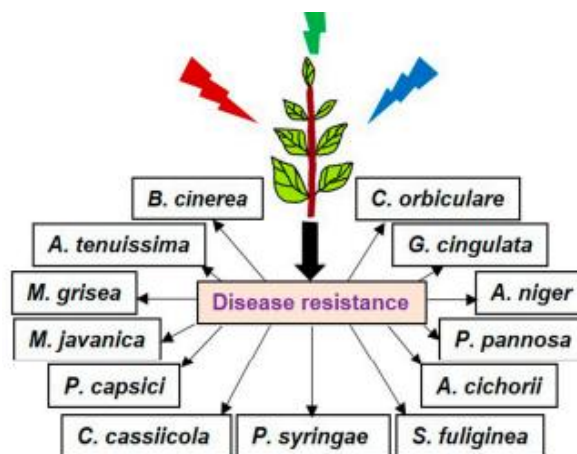 B. cinerea
C. orbiculare
A. tenuissima
G. cingulata
M. grisea
Disease resistance
A. niger
M. javanica
P. pannosa
P. capsici
A. cichorii
C. cassiicola
P. syringae
S. fuliginea